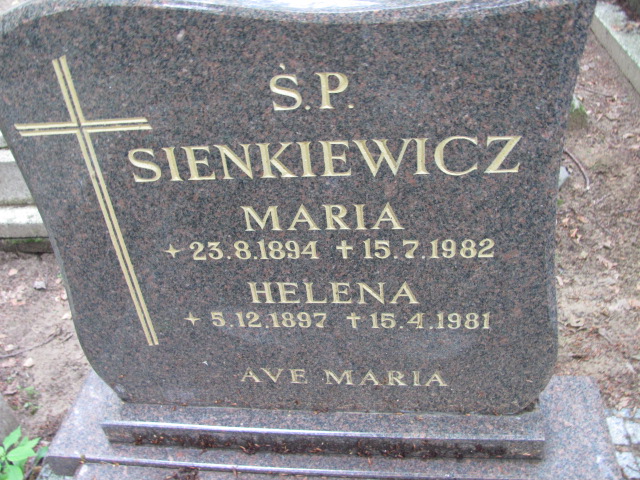 Ś.P.
SIENKIEWICZ
MARIA
✦ 23.8.1894 ✝ 15.7.1982
HELENA
✦ 5.12.1897 ✝ 15.4.1981
AVE MARIA